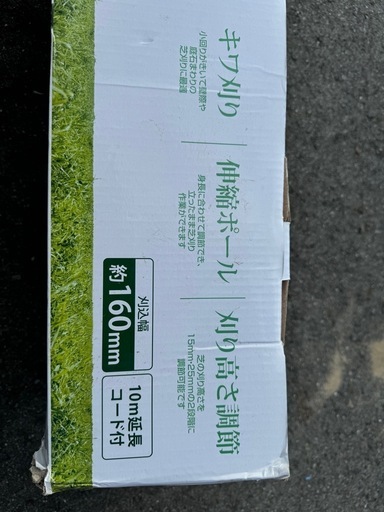 キワ刈り
小回りがきいて壁際や
庭石まわりの
芝刈りに最適
伸縮ポール
身長に合わせて調節でき、
立ったまま芝刈り
作業ができます
刈り高さ調節
芝の刈り高さを
15mm・25mmの2段階に
調節可能です
刈込幅
約160mm
10m延長
コード付